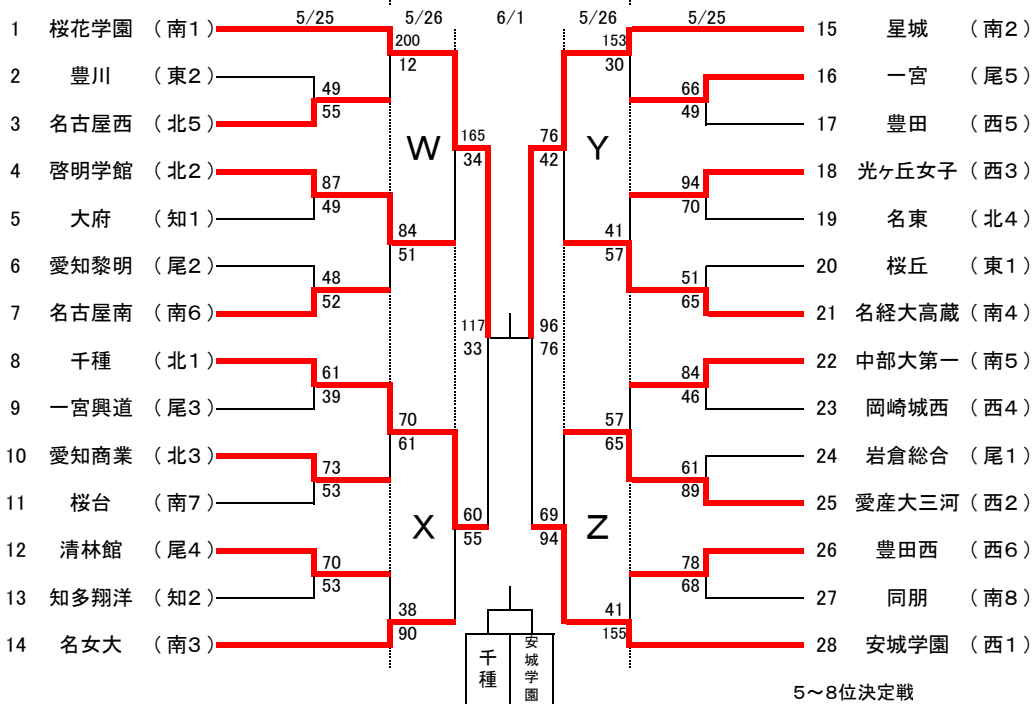 5/25 5/26 6/1 5/26 5/25
1 桜花学園 (南1) 200 153 15 星城 (南2)
12 30
2 豊川 (東2) 49 66 16 一宮 (尾5)
55 49
3 名古屋西 (北5) 17 豊田 (西5)
W 165 76 Y
34 42
4 啓明学館 (北2) 87 94 18 光ヶ丘女子 (西3)
49 70
5 大府 (知1) 19 名東 (北4)
84 41
51 57
6 愛知黎明 (尾2) 48 51 20 桜丘 (東1)
52 65
7 名古屋南 (南6) 21 名経大高蔵 (南4)
117 96
33 76
8 千種 (北1) 61 84 22 中部大第一 (南5)
39 46
9 一宮興道 (尾3) 23 岡崎城西 (西4)
70 57
61 65
10 愛知商業 (北3) 73 61 24 岩倉総合 (尾1)
53 89
11 桜台 (南7) 25 愛産大三河 (西2)
X 60 69 Z
55 94
12 清林館 (尾4) 70 78 26 豊田西 (西6)
53 68
13 知多翔洋 (知2) 27 同朋 (南8)
38 41
90 155
14 名女大 (南3) 28 安城学園 (西1)
千種 安城学園
5~8位決定戦